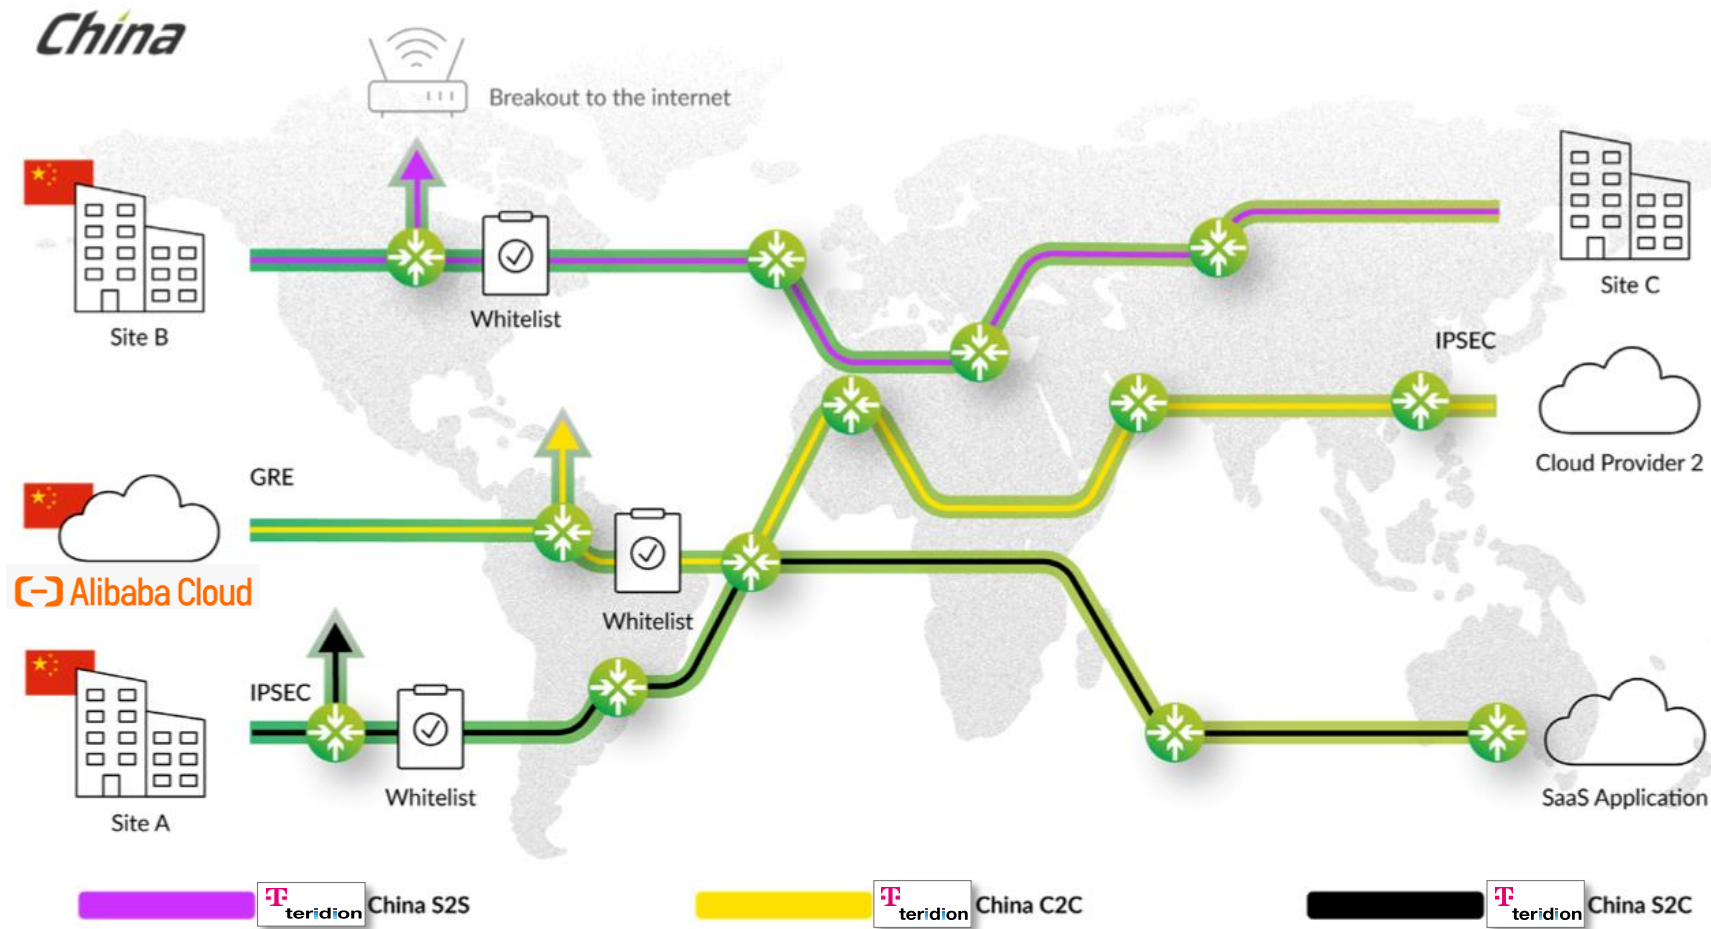 China
Breakout to the internet
Site B
Whitelist
Site C
IPSEC
Cloud Provider 2
GRE
Alibaba Cloud
Whitelist
IPSEC
Site A
Whitelist
SaaS Application
T
teridion
China S2S
T
teridion
China C2C
T
teridion
China S2C